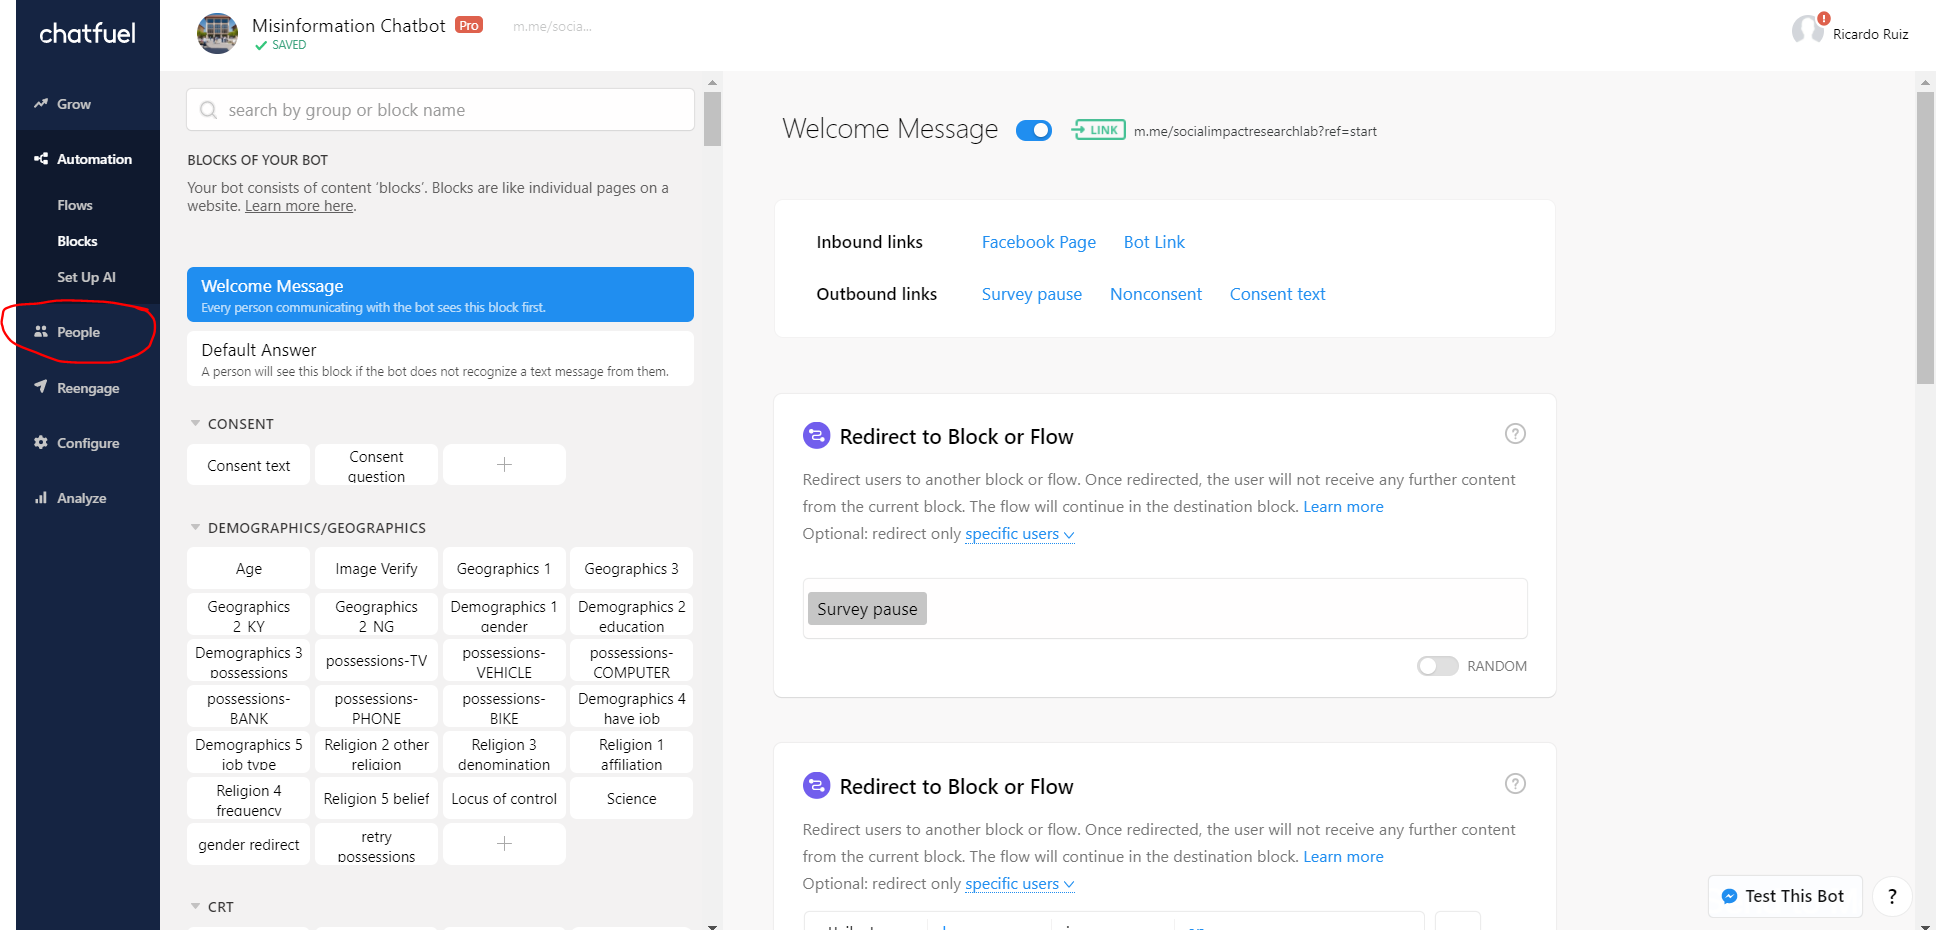 chatfuel
Misinformation Chatbot Pro
m.me/socia...
SAVED
Ricardo Ruiz
Grow
Automation
Flows
Blocks
Set Up AI
People
Reengage
Configure
Analyze
search by group or block name
BLOCKS OF YOUR BOT
Your bot consists of content ‘blocks’. Blocks are like individual pages on a
website. Learn more here.
Welcome Message
Every person communicating with the bot sees this block first.
Default Answer
A person will see this block if the bot does not recognize a text message from them.
CONSENT
Consent text
Consent
question
DEMOGRAPHICS/GEOGRAPHICS
Age
Image Verify
Geographics 1
Geographics 3
Geographics
2_KY
Geographics
2_NG
Demographics 1
gender
Demographics 2
education
Demographics 3
possessions
possessions-TV
possessions-
VEHICLE
possessions-
COMPUTER
possessions-
BANK
possessions-
PHONE
possessions-
BIKE
Demographics 4
have job
Demographics 5
job type
Religion 2 other
religion
Religion 3
denomination
Religion 1
affiliation
Religion 4
frequency
Religion 5 belief
Locus of control
Science
gender redirect
retry
possessions
CRT
Welcome Message
LINK
m.me/socialimpactresearchlab?ref=start
Inbound links Facebook Page Bot Link
Outbound links Survey pause Nonconsent Consent text
Redirect to Block or Flow
Redirect users to another block or flow. Once redirected, the user will not receive any further content
from the current block. The flow will continue in the destination block. Learn more
Optional: redirect only specific users
Survey pause
RANDOM
Redirect to Block or Flow
Redirect users to another block or flow. Once redirected, the user will not receive any further content
from the current block. The flow will continue in the destination block. Learn more
Optional: redirect only specific users
Test This Bot
?